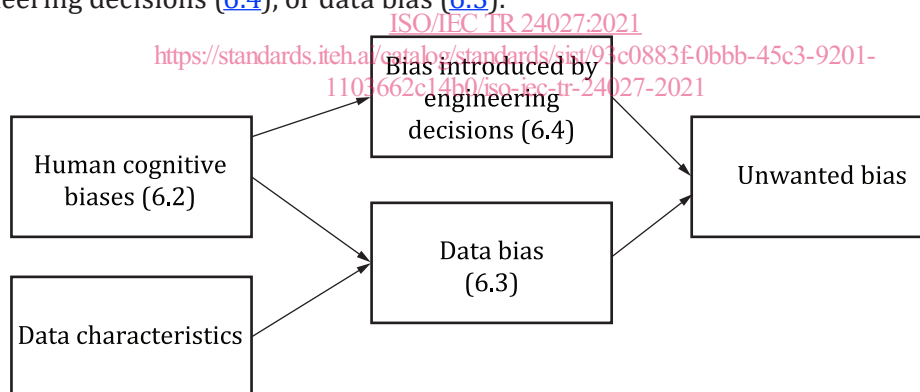 neering decisions (6.4), or data bias (6.3).
ISO/IEC TR 24027:2021
https://standards.iteh.ai/catalog/standards/sist/93c0883f-0bbb-45c3-9201-
1103662c14b0/iso-iec-tr-24027-2021
Bias introduced by
engineering
decisions (6.4)
Human cognitive
biases (6.2)
Unwanted bias
Data bias
(6.3)
Data characteristics